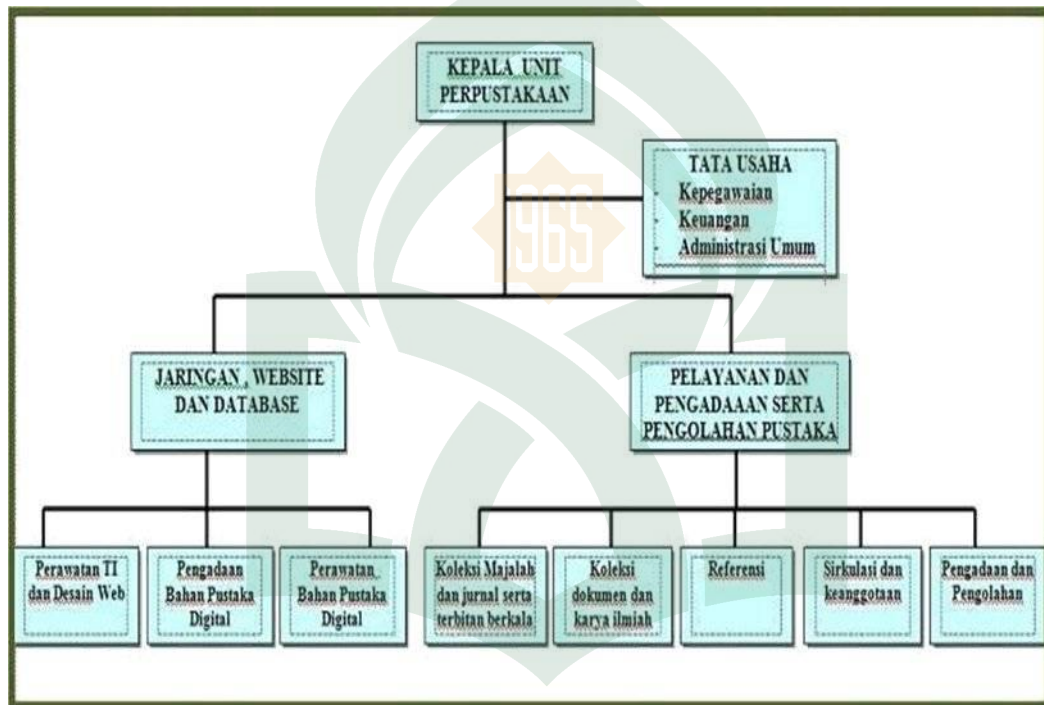 KEPALA UNIT
PERPUSTAKAAN
TATA USAHA
- Kepegawaian
- Keuangan
- Administrasi Umum
1965
JARINGAN , WEBSITE
DAN DATABASE
PELAYANAN DAN
PENGADAAAN SERTA
PENGOLAHAN PUSTAKA
Perawatan TI
dan Desain Web
Pengadaan
Bahan Pustaka
Digital
Perawatan
Bahan Pustaka
Digital
Koleksi Majalah
dan jurnal serta
terbitan berkala
Koleksi
dokumen dan
karya ilmiah
Referensi
Sirkulasi dan
keanggotaan
Pengadaan dan
Pengolahan